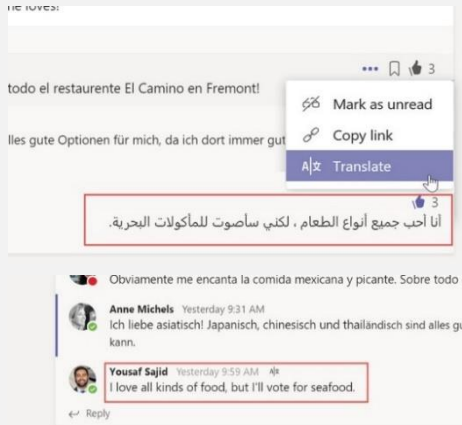 ne loves!
3
todo el restaurente El Camino en Fremont!
Mark as unread
lles gute Optionen für mich, da ich dort immer gut
Copy link
Translate
3
أنا أحب جميع أنواع الطعام ، لكني سأصوت للمأكولات البحرية.
Obviamente me encanta la comida mexicana y picante. Sobre todo
Anne Michels Yesterday 9:31 AM
Ich liebe asiatisch! Japanisch, chinesisch und thailändisch sind alles gu
kann.
Yousaf Sajid Yesterday 9:59 AM
I love all kinds of food, but I'll vote for seafood.
Reply